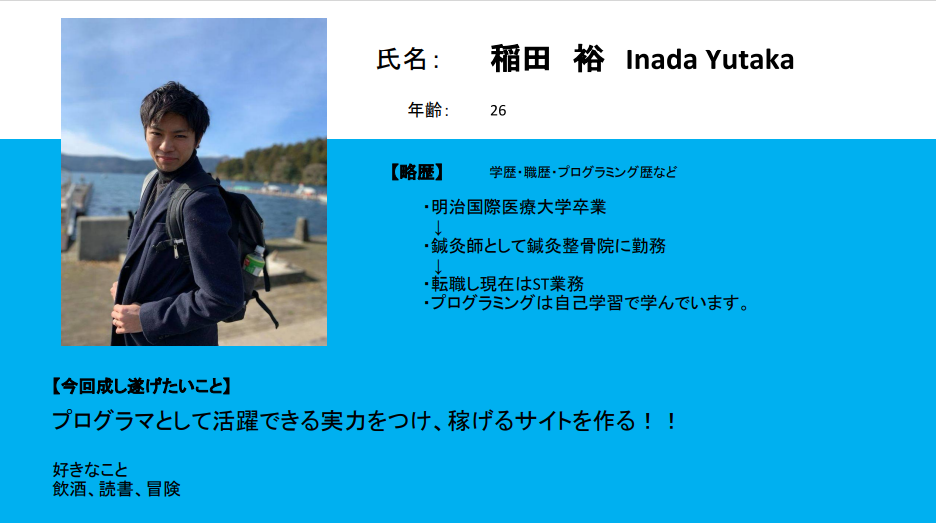 氏名： 稲田　裕 Inada Yutaka
年齢： 26
【略歴】 学歴・職歴・プログラミング歴など
・明治国際医療大学卒業
↓
・鍼灸師として鍼灸整骨院に勤務
↓
・転職し現在はST業務
・プログラミングは自己学習で学んでいます。
【今回成し遂げたいこと】
プログラマとして活躍できる実力をつけ、稼げるサイトを作る！！
好きなこと
飲酒、読書、冒険